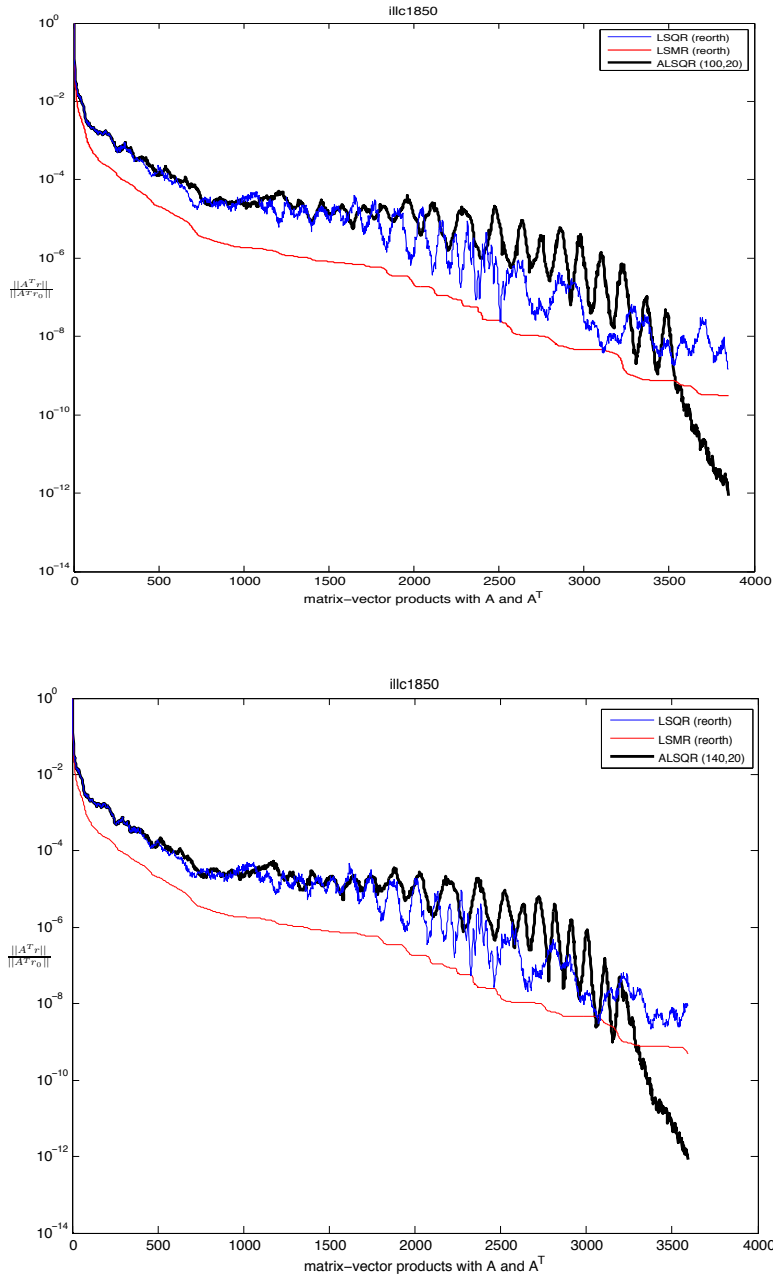 illc1850
10^0
LSQR (reorth)
LSMR (reorth)
ALSQR (100,20)
10^−2
10^−4
10^−6
||A^T r||
||A^T r_0||
10^−8
10^−10
10^−12
10^−14
0 500 1000 1500 2000 2500 3000 3500 4000
matrix−vector products with A and A^T
illc1850
10^0
LSQR (reorth)
LSMR (reorth)
ALSQR (140,20)
10^−2
10^−4
10^−6
||A^T r||
||A^T r_0||
10^−8
10^−10
10^−12
10^−14
0 500 1000 1500 2000 2500 3000 3500 4000
matrix−vector products with A and A^T